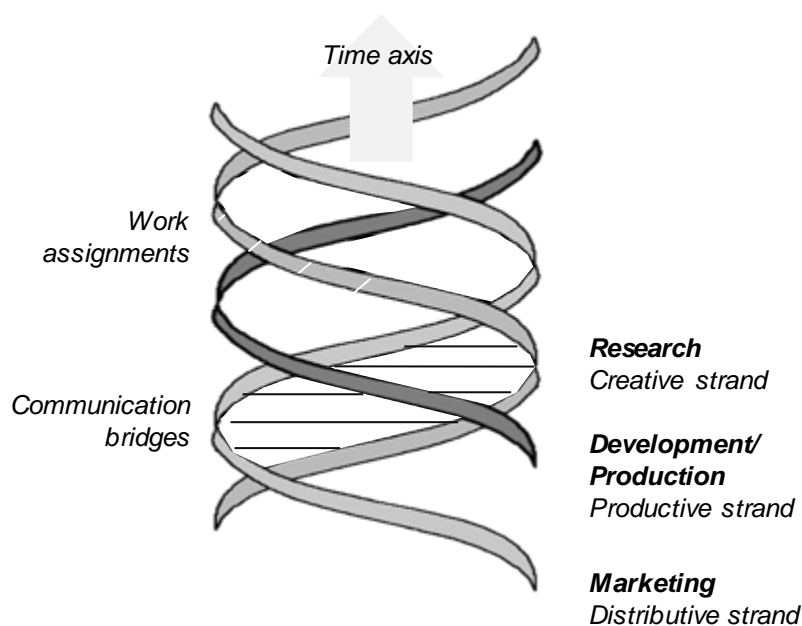 Time axis
Work
assignments
Research
Creative strand
Communication
bridges
Development/
Production
Productive strand
Marketing
Distributive strand